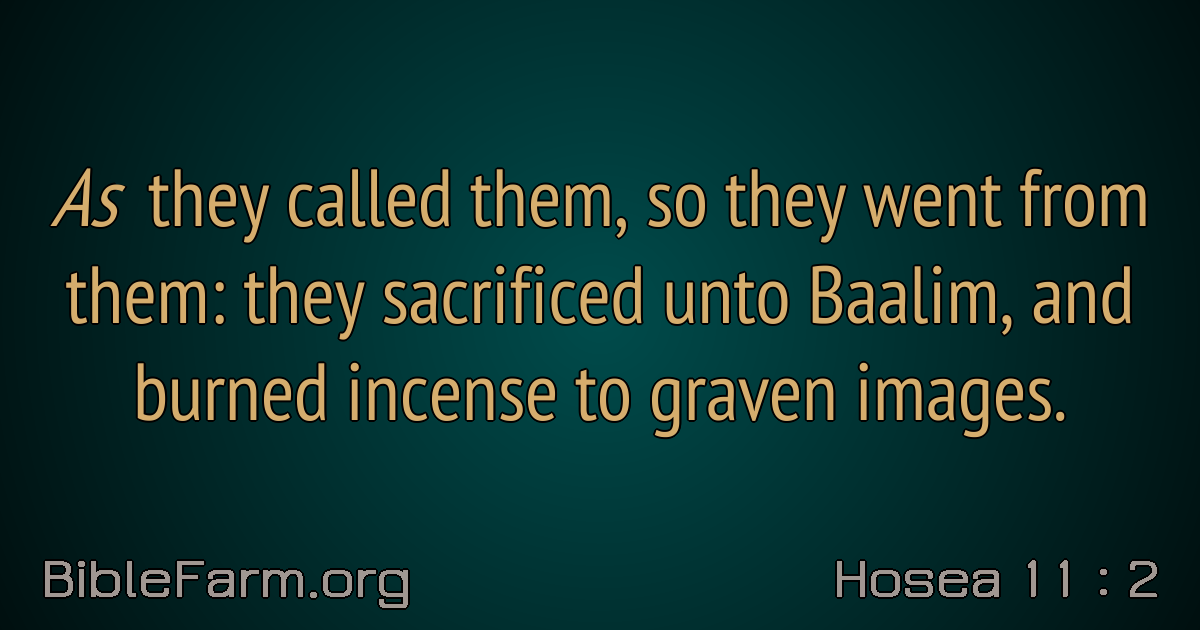 As they called them, so they went from
them: they sacrificed unto Baalim, and
burned incense to graven images.
BibleFarm.org
Hosea 11 : 2